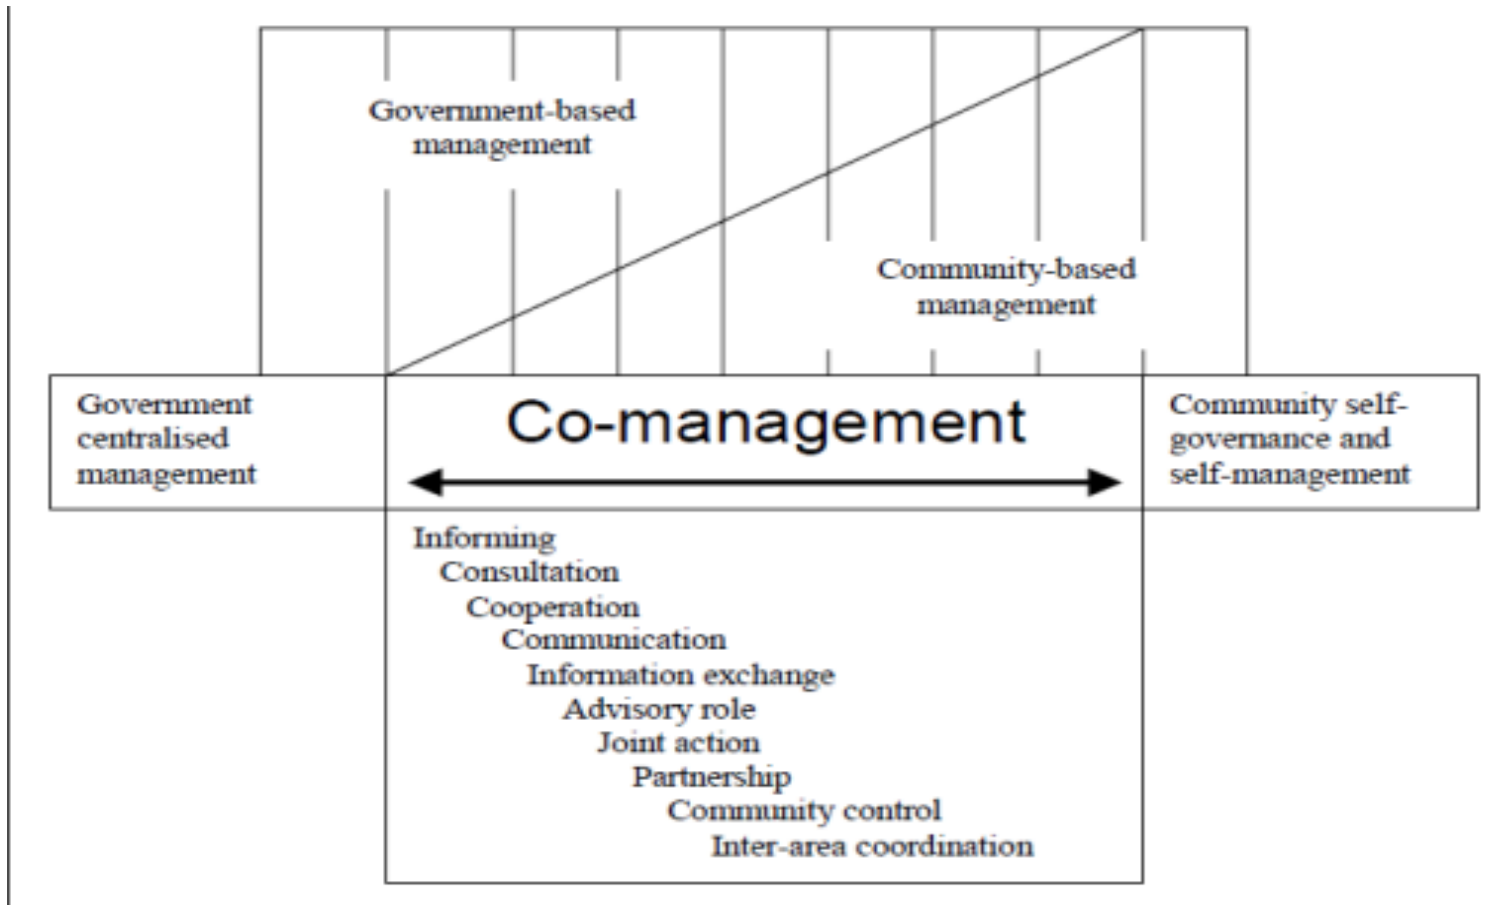 Government-based
management
Community-based
management
Government
centralised
management
Co-management
Community self-
governance and
self-management
Informing
Consultation
Cooperation
Communication
Information exchange
Advisory role
Joint action
Partnership
Community control
Inter-area coordination